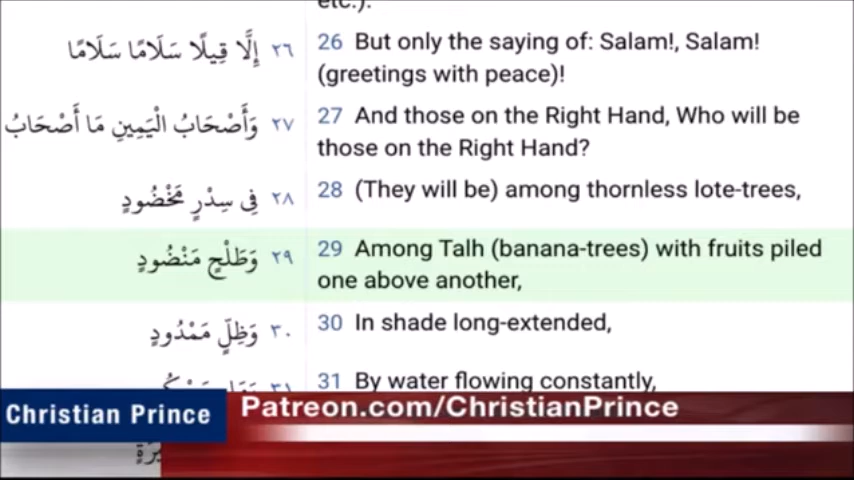 etc.).
إِلَّا قِيلًا سَلَامًا سَلَامًا ٢٦
26 But only the saying of: Salam!, Salam!
(greetings with peace)!
وَأَصْحَابُ الْيَمِينِ مَا أَصْحَابُ ٢٧
27 And those on the Right Hand, Who will be
those on the Right Hand?
فِي سِدْرٍ مَخْضُودٍ ٢٨
28 (They will be) among thornless lote-trees,
وَطَلْحٍ مَنْضُودٍ ٢٩
29 Among Talh (banana-trees) with fruits piled
one above another,
وَظِلٍّ مَمْدُودٍ ٣٠
30 In shade long-extended,
31 By water flowing constantly,
Christian Prince
Patreon.com/ChristianPrince